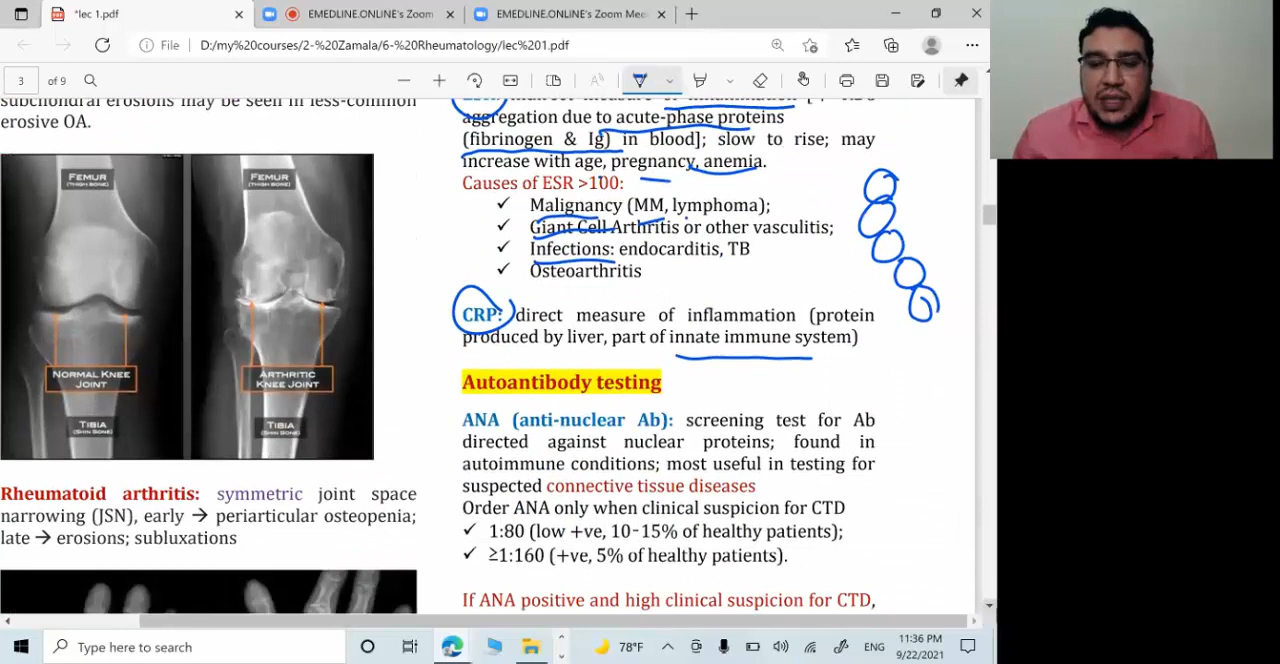 *lec 1.pdf
EMEDLINE.ONLINE's Zoom
EMEDLINE.ONLINE's Zoom Mee
File
D:/my%20courses/2-%20Zamala/6-%20Rheumatology/lec%201.pdf
3 of 9
subchondral erosions may be seen in less-common
erosive OA.
FEMUR
(THIGH BONE)
FEMUR
(THIGH BONE)
NORMAL KNEE
JOINT
ARTHRITIC
KNEE JOINT
TIBIA
(SHIN BONE)
TIBIA
(SHIN BONE)
Rheumatoid arthritis: symmetric joint space
narrowing (JSN), early → periarticular osteopenia;
late → erosions; subluxations
measure of inflammation
aggregation due to acute-phase proteins
(fibrinogen & Ig) in blood]; slow to rise; may
increase with age, pregnancy, anemia.
Causes of ESR >100:
✓ Malignancy (MM, lymphoma);
✓ Giant Cell Arthritis or other vasculitis;
✓ Infections: endocarditis, TB
✓ Osteoarthritis
CRP: direct measure of inflammation (protein
produced by liver, part of innate immune system)
Autoantibody testing
ANA (anti-nuclear Ab): screening test for Ab
directed against nuclear proteins; found in
autoimmune conditions; most useful in testing for
suspected connective tissue diseases
Order ANA only when clinical suspicion for CTD
✓ 1:80 (low +ve, 10-15% of healthy patients);
✓ ≥1:160 (+ve, 5% of healthy patients).
If ANA positive and high clinical suspicion for CTD,
Type here to search
78°F
ENG
11:36 PM
9/22/2021